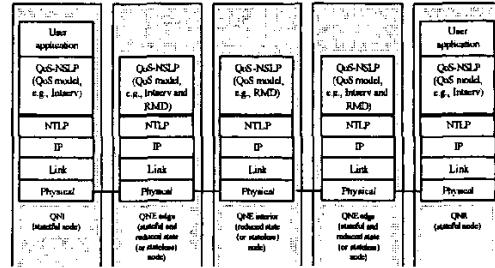 User
application
QoS-NSLP
(QoS model,
e.g., Intserv)
NTLP
IP
Link
Physical
QNI
(stateful node)
QoS-NSLP
(QoS model,
e.g., Intserv and
RMD)
NTLP
IP
Link
Physical
QNE edge
(stateful and
reduced state
(or stateless)
node)
QoS-NSLP
(QoS model,
e.g., RMD)
NTLP
IP
Link
Physical
QNE interior
(reduced state
(or stateless)
node)
QoS-NSLP
(QoS model,
e.g., Intserv and
RMD)
NTLP
IP
Link
Physical
QNE edge
(stateful and
reduced state
(or stateless)
node)
User
application
QoS-NSLP
(QoS model,
e.g., Intserv)
NTLP
IP
Link
Physical
QNR
(stateful node)